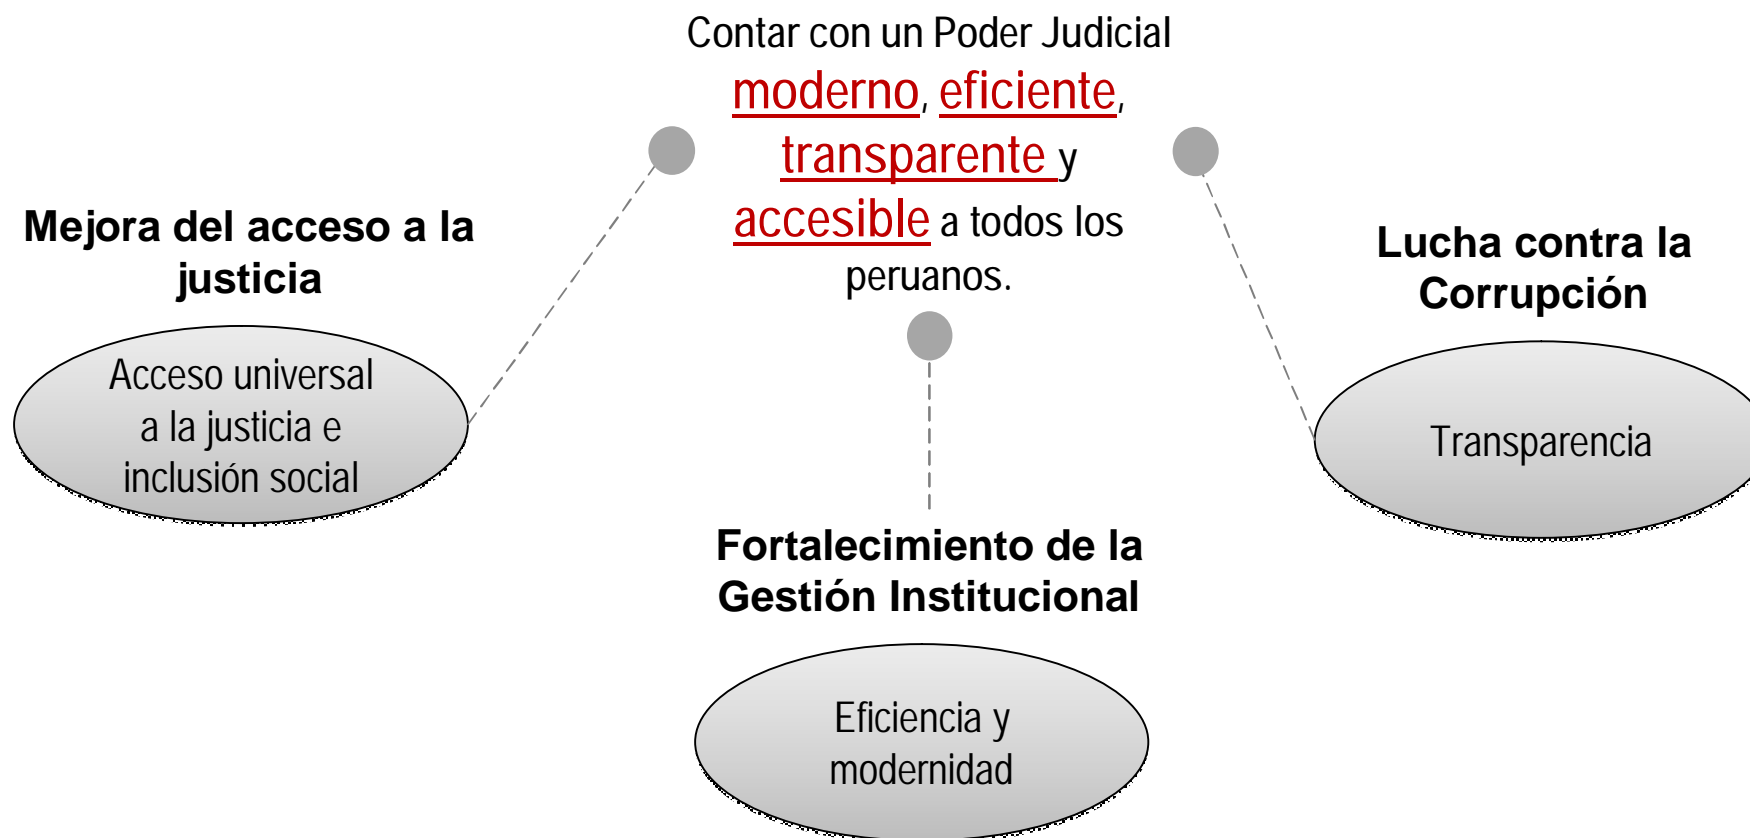 Contar con un Poder Judicial
moderno, eficiente,
transparente y
accesible a todos los
peruanos.
Mejora del acceso a la
justicia
Acceso universal
a la justicia e
inclusión social
Lucha contra la
Corrupción
Transparencia
Fortalecimiento de la
Gestión Institucional
Eficiencia y
modernidad